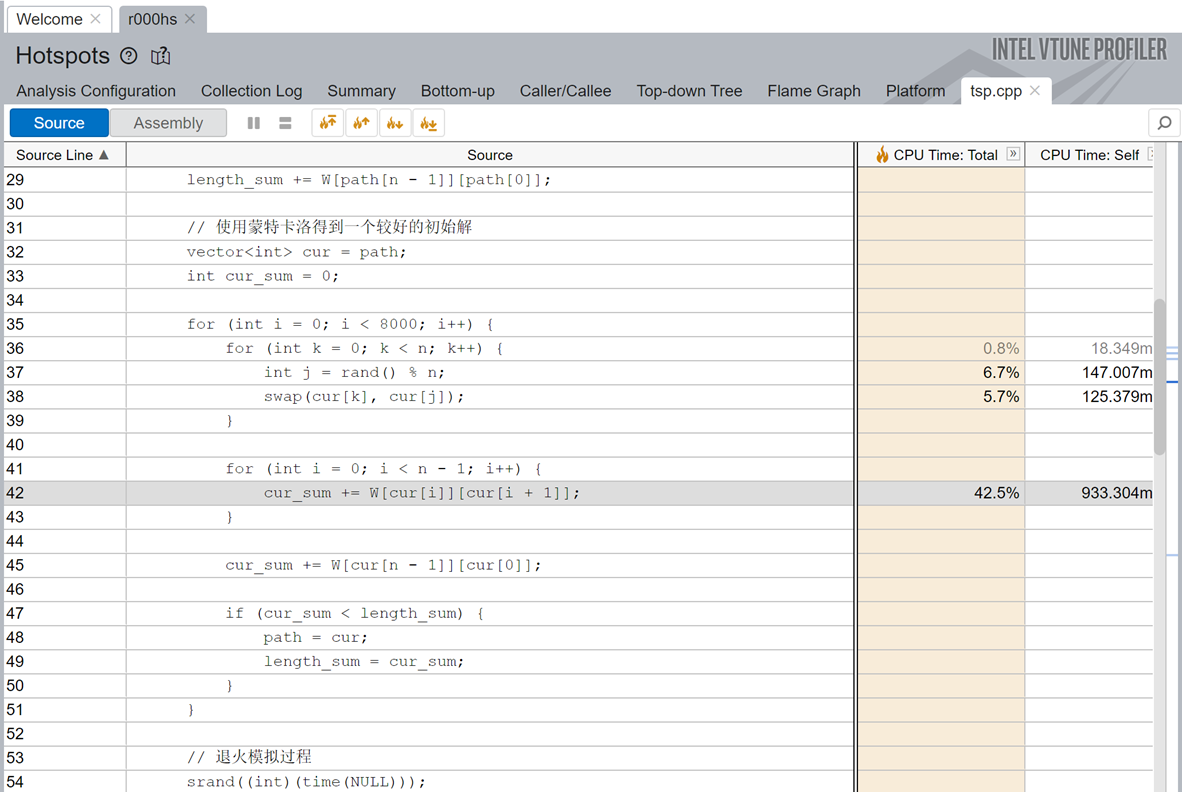 Welcome
r000hs
Hotspots
INTEL VTUNE PROFILER
Analysis Configuration Collection Log Summary Bottom-up Caller/Callee Top-down Tree Flame Graph Platform tsp.cpp
Source Assembly
Source Line ▲ Source CPU Time: Total » CPU Time: Self
29 length_sum += W[path[n - 1]][path[0]];
30
31 // 使用蒙特卡洛得到一个较好的初始解
32 vector<int> cur = path;
33 int cur_sum = 0;
34
35 for (int i = 0; i < 8000; i++) {
36 for (int k = 0; k < n; k++) { 0.8% 18.349m
37 int j = rand() % n; 6.7% 147.007m
38 swap(cur[k], cur[j]); 5.7% 125.379m
39 }
40
41 for (int i = 0; i < n - 1; i++) {
42 cur_sum += W[cur[i]][cur[i + 1]]; 42.5% 933.304m
43 }
44
45 cur_sum += W[cur[n - 1]][cur[0]];
46
47 if (cur_sum < length_sum) {
48 path = cur;
49 length_sum = cur_sum;
50 }
51 }
52
53 // 退火模拟过程
54 srand((int)(time(NULL)));